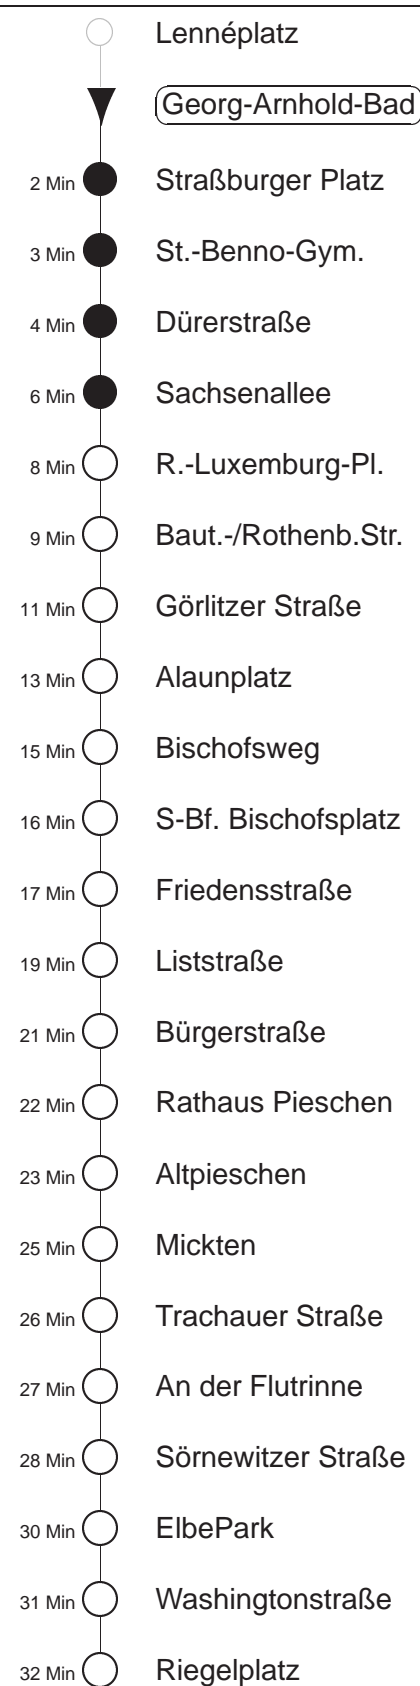 Lennéplatz
Georg-Arnhold-Bad
2 Min Straßburger Platz
3 Min St.-Benno-Gym.
4 Min Dürerstraße
6 Min Sachsenallee
8 Min R.-Luxemburg-Pl.
9 Min Baut.-/Rothenb.Str.
11 Min Görlitzer Straße
13 Min Alaunplatz
15 Min Bischofsweg
16 Min S-Bf. Bischofsplatz
17 Min Friedensstraße
19 Min Liststraße
21 Min Bürgerstraße
22 Min Rathaus Pieschen
23 Min Altpieschen
25 Min Mickten
26 Min Trachauer Straße
27 Min An der Flutrinne
28 Min Sörnewitzer Straße
30 Min ElbePark
31 Min Washingtonstraße
32 Min Riegelplatz